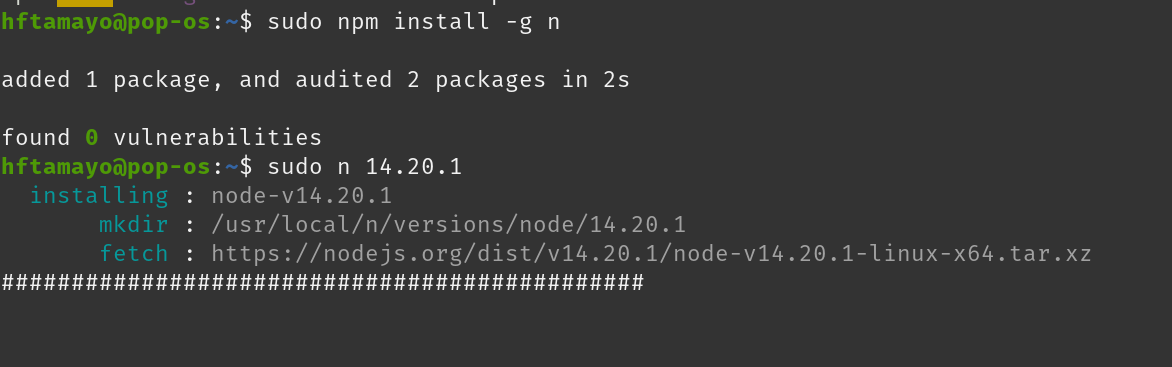 hftamayo@pop-os:~$ sudo npm install -g n
added 1 package, and audited 2 packages in 2s
found 0 vulnerabilities
hftamayo@pop-os:~$ sudo n 14.20.1
installing : node-v14.20.1
mkdir : /usr/local/n/versions/node/14.20.1
fetch : https://nodejs.org/dist/v14.20.1/node-v14.20.1-linux-x64.tar.xz
##############################################